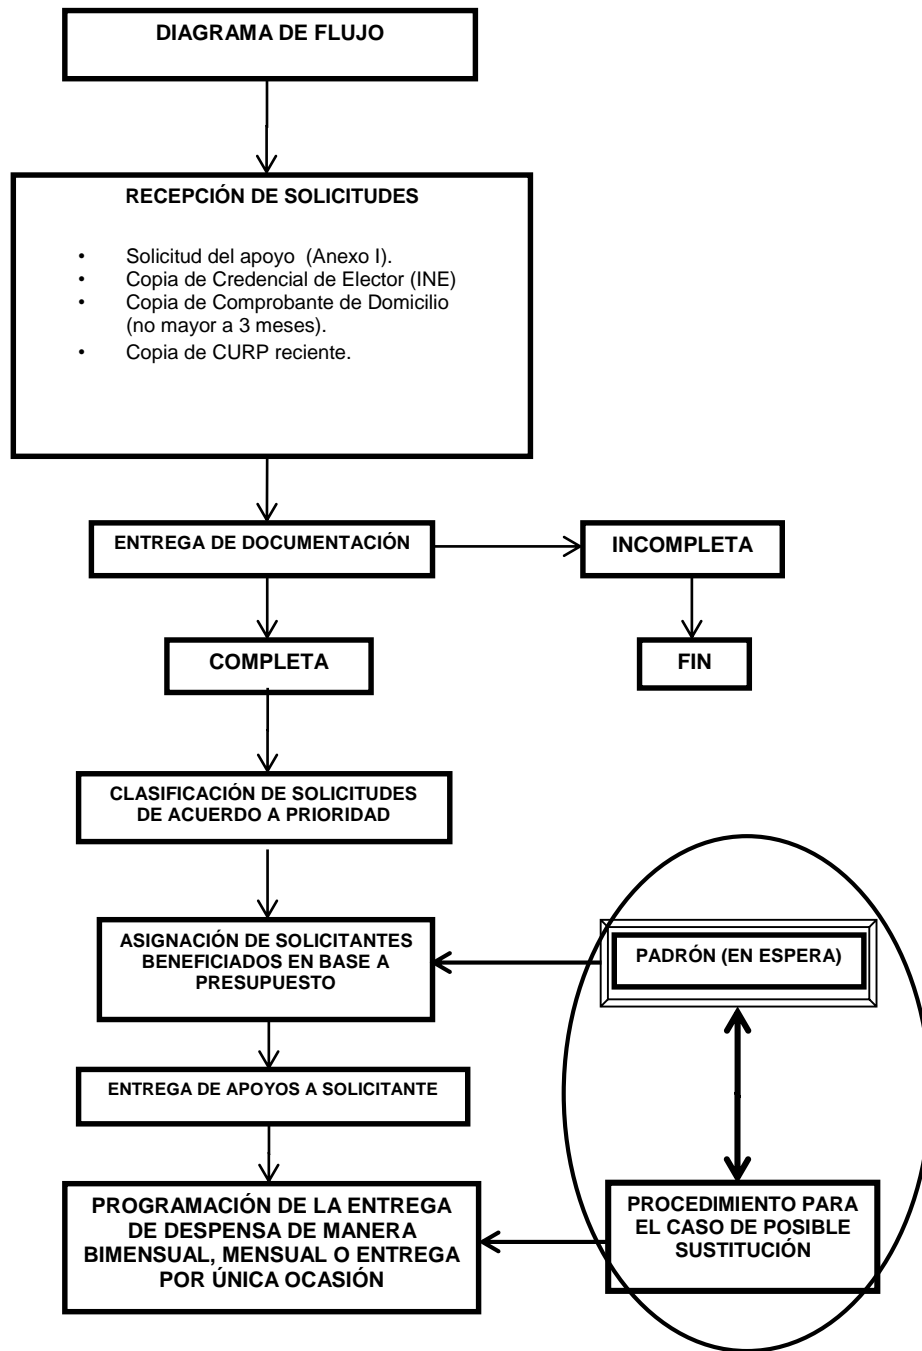 DIAGRAMA DE FLUJO
RECEPCIÓN DE SOLICITUDES
• Solicitud del apoyo (Anexo I).
• Copia de Credencial de Elector (INE)
• Copia de Comprobante de Domicilio
(no mayor a 3 meses).
• Copia de CURP reciente.
ENTREGA DE DOCUMENTACIÓN
INCOMPLETA
COMPLETA
FIN
CLASIFICACIÓN DE SOLICITUDES
DE ACUERDO A PRIORIDAD
ASIGNACIÓN DE SOLICITANTES
BENEFICIADOS EN BASE A
PRESUPUESTO
PADRÓN (EN ESPERA)
ENTREGA DE APOYOS A SOLICITANTE
PROGRAMACIÓN DE LA ENTREGA
DE DESPENSA DE MANERA
BIMENSUAL, MENSUAL O ENTREGA
POR ÚNICA OCASIÓN
PROCEDIMIENTO PARA
EL CASO DE POSIBLE
SUSTITUCIÓN